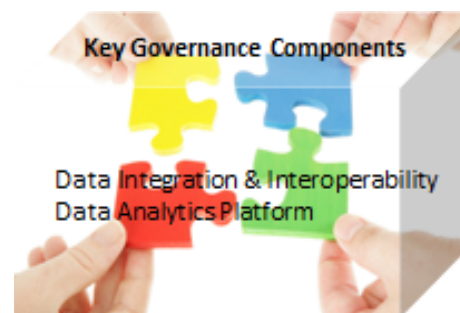 Key Governance Components
Data Integration & Interoperability
Data Analytics Platform